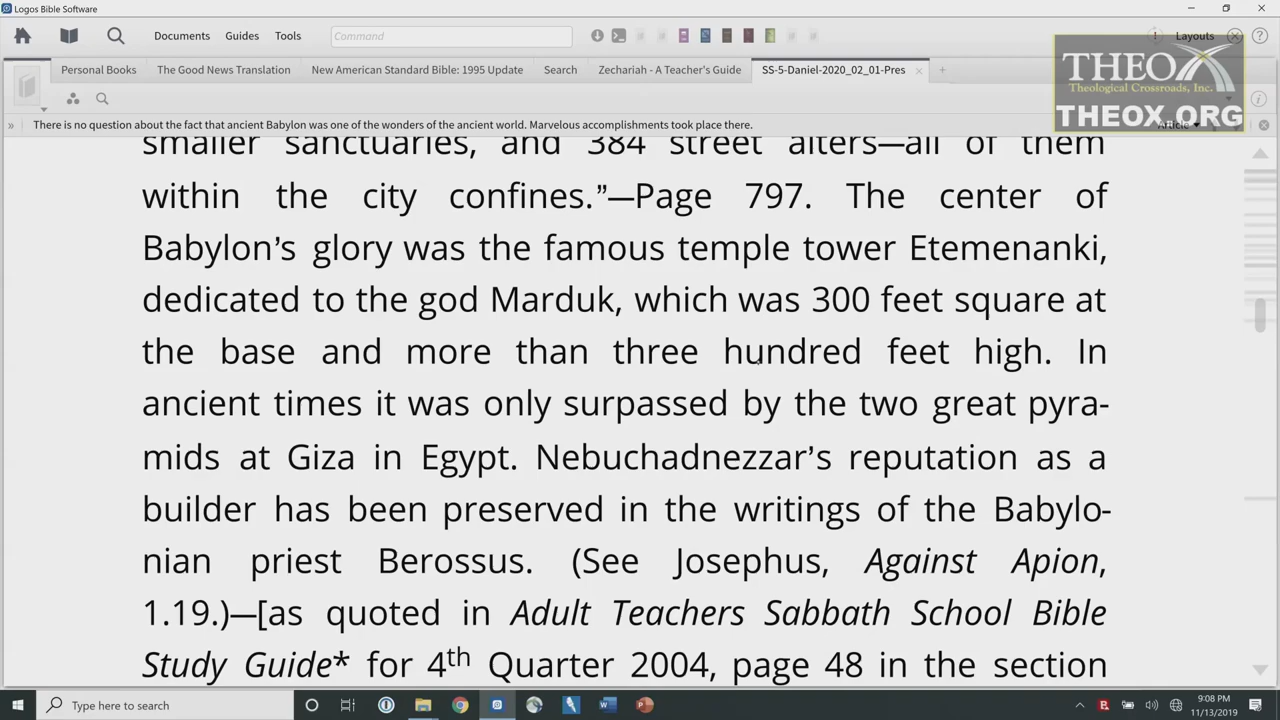 Logos Bible Software
Documents Guides Tools Command Layouts
THEOX
Theological Crossroads, Inc.
THEOX.ORG
Personal Books The Good News Translation New American Standard Bible: 1995 Update Search Zechariah - A Teacher's Guide SS-5-Daniel-2020_02_01-Pres
» There is no question about the fact that ancient Babylon was one of the wonders of the ancient world. Marvelous accomplishments took place there. Article
smaller sanctuaries, and 384 street alters—all of them
within the city confines.”—Page 797. The center of
Babylon’s glory was the famous temple tower Etemenanki,
dedicated to the god Marduk, which was 300 feet square at
the base and more than three hundred feet high. In
ancient times it was only surpassed by the two great pyra-
mids at Giza in Egypt. Nebuchadnezzar’s reputation as a
builder has been preserved in the writings of the Babylo-
nian priest Berossus. (See Josephus, Against Apion,
1.19.)—[as quoted in Adult Teachers Sabbath School Bible
Study Guide* for 4th Quarter 2004, page 48 in the section
Type here to search
9:08 PM
11/13/2019